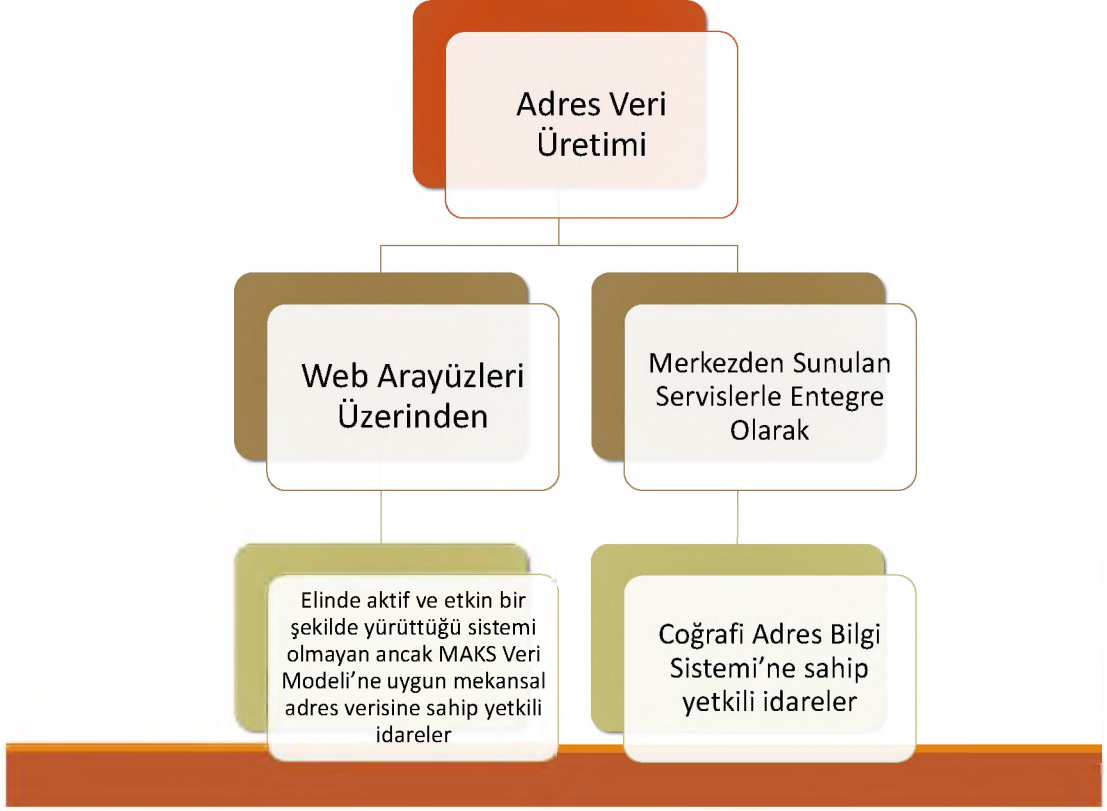 Adres Veri
Üretimi
Web Arayüzleri
Üzerinden
Merkezden Sunulan
Servislerle Entegre
Olarak
Elinde aktif ve etkin bir
şekilde yürüttüğü sistemi
olmayan ancak MAKS Veri
Modeli’ne uygun mekansal
adres verisine sahip yetkili
idareler
Coğrafi Adres Bilgi
Sistemi’ne sahip
yetkili idareler